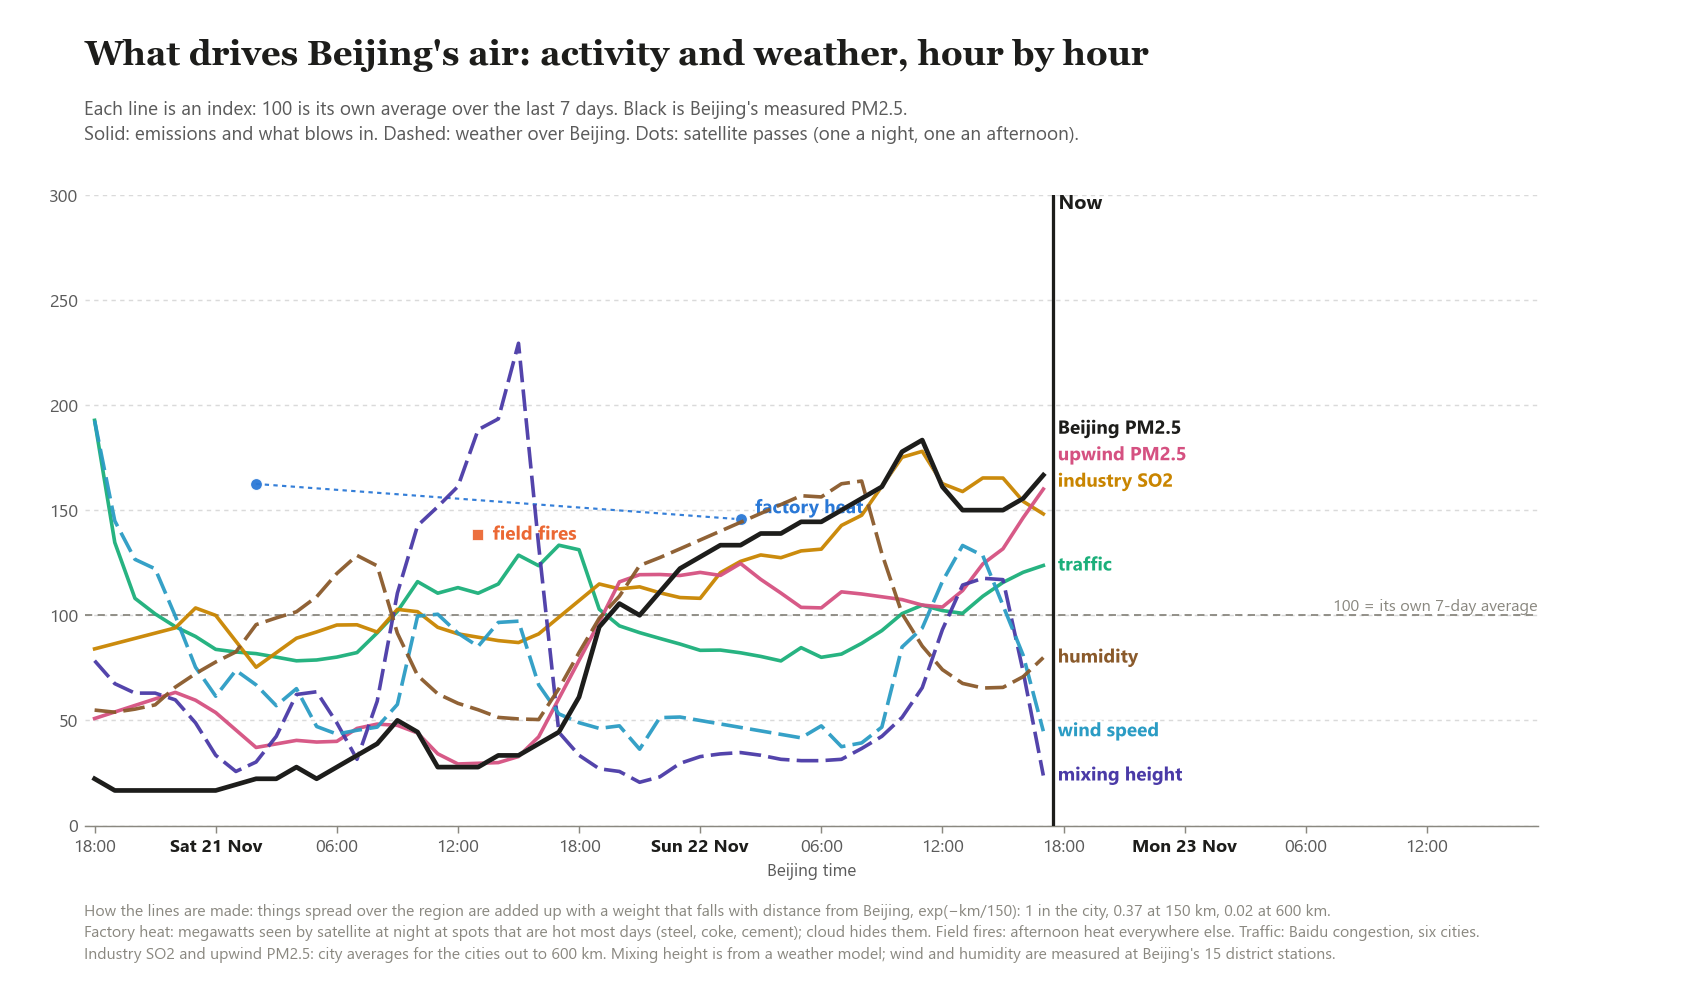 What drives Beijing's air: activity and weather, hour by hour
Each line is an index: 100 is its own average over the last 7 days. Black is Beijing's measured PM2.5.
Solid: emissions and what blows in. Dashed: weather over Beijing. Dots: satellite passes (one a night, one an afternoon).
300
Now
250
200
Beijing PM2.5
upwind PM2.5
industry SO2
150
factory heat
field fires
traffic
100
100 = its own 7-day average
humidity
50
wind speed
mixing height
0
18:00 Sat 21 Nov 06:00 12:00 18:00 Sun 22 Nov 06:00 12:00 18:00 Mon 23 Nov 06:00 12:00
Beijing time
How the lines are made: things spread over the region are added up with a weight that falls with distance from Beijing, exp(−km/150): 1 in the city, 0.37 at 150 km, 0.02 at 600 km.
Factory heat: megawatts seen by satellite at night at spots that are hot most days (steel, coke, cement); cloud hides them. Field fires: afternoon heat everywhere else. Traffic: Baidu congestion, six cities.
Industry SO2 and upwind PM2.5: city averages for the cities out to 600 km. Mixing height is from a weather model; wind and humidity are measured at Beijing's 15 district stations.